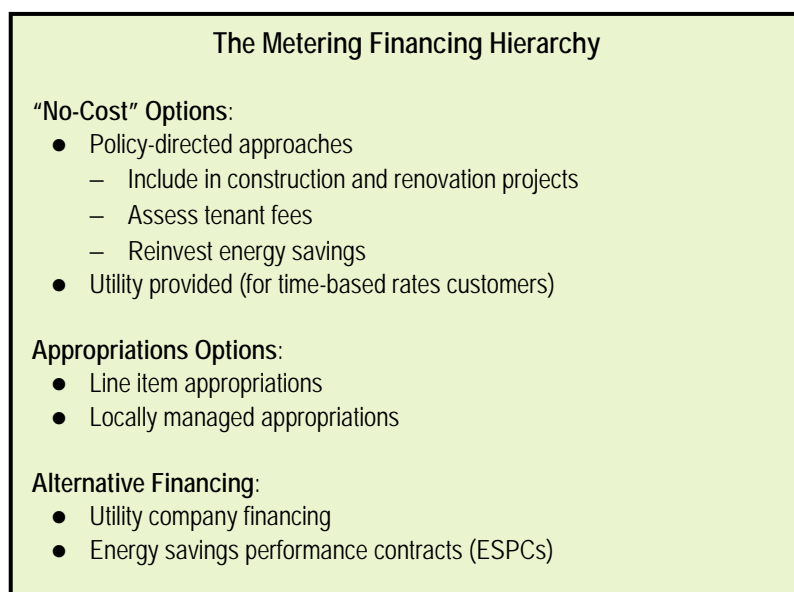 The Metering Financing Hierarchy
“No-Cost” Options:
● Policy-directed approaches
– Include in construction and renovation projects
– Assess tenant fees
– Reinvest energy savings
● Utility provided (for time-based rates customers)
Appropriations Options:
● Line item appropriations
● Locally managed appropriations
Alternative Financing:
● Utility company financing
● Energy savings performance contracts (ESPCs)